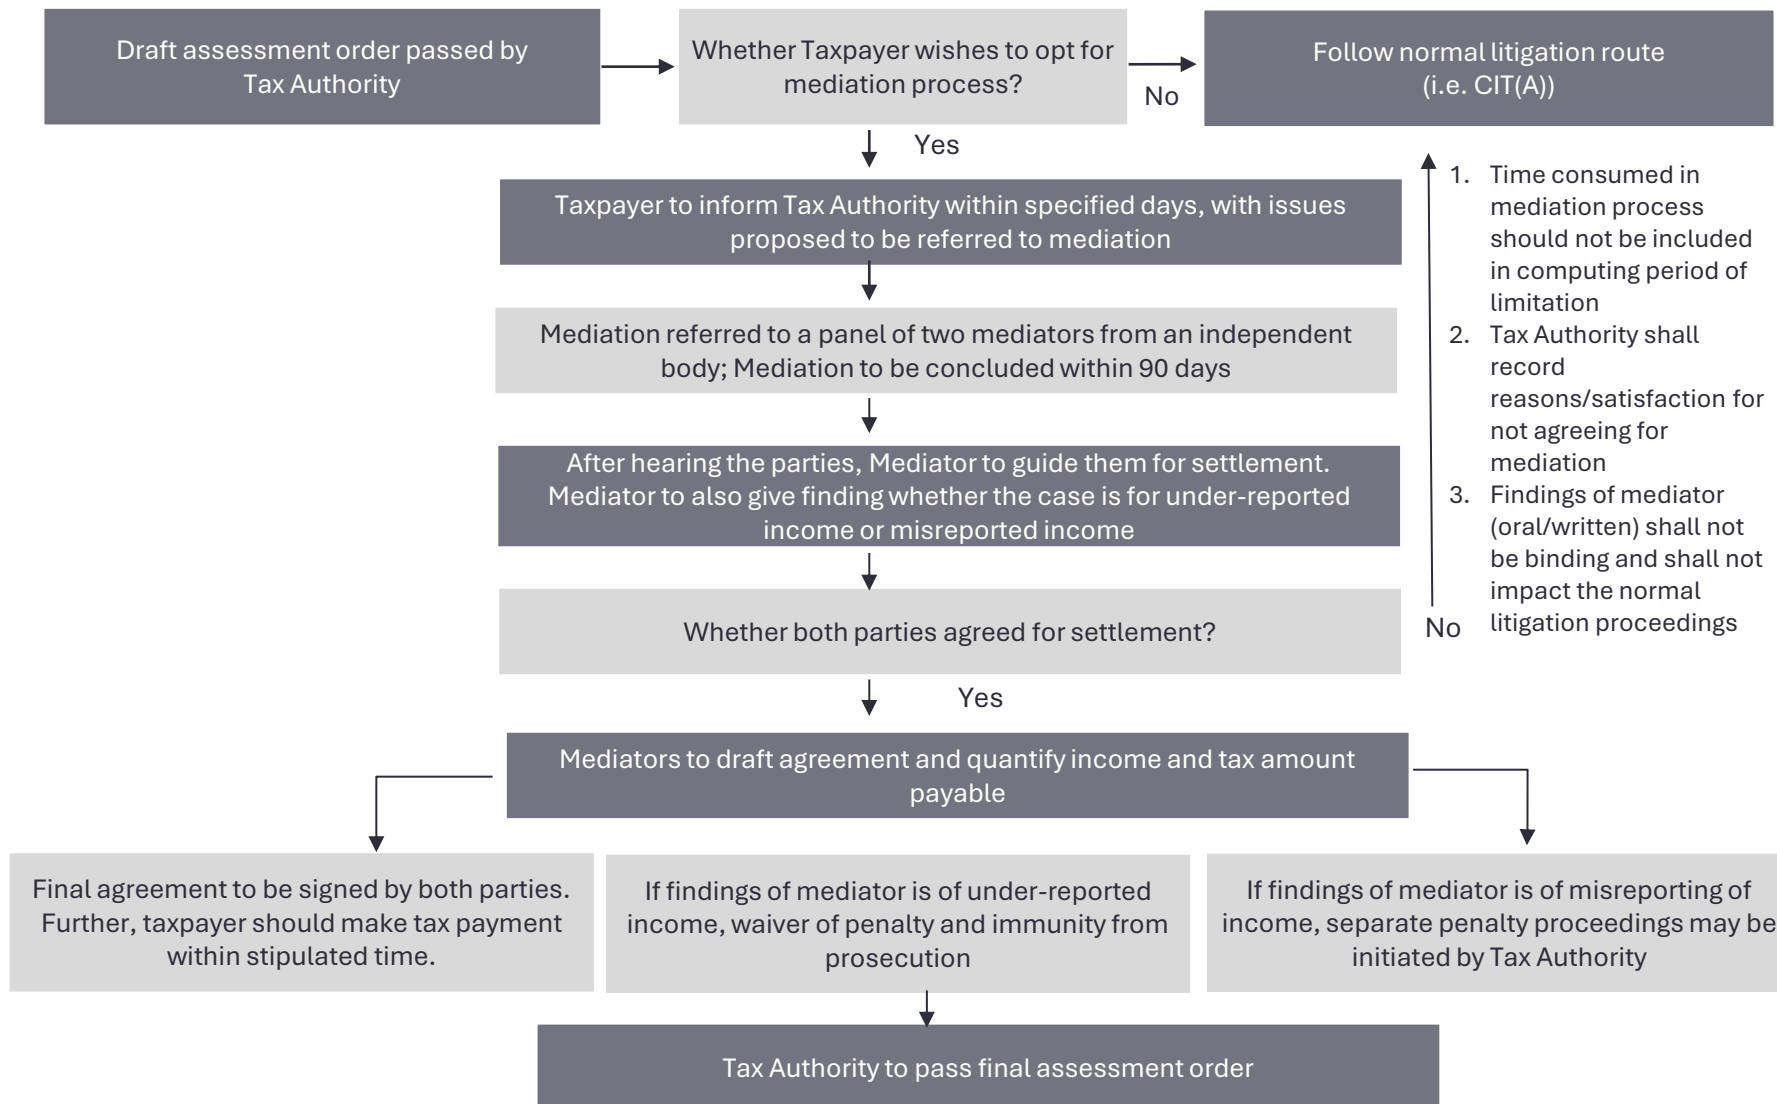 Draft assessment order passed by
Tax Authority
Whether Taxpayer wishes to opt for
mediation process?
No
Follow normal litigation route
(i.e. CIT(A))
Yes
Taxpayer to inform Tax Authority within specified days, with issues
proposed to be referred to mediation
Mediation referred to a panel of two mediators from an independent
body; Mediation to be concluded within 90 days
After hearing the parties, Mediator to guide them for settlement.
Mediator to also give finding whether the case is for under-reported
income or misreported income
Whether both parties agreed for settlement?
No
1. Time consumed in
mediation process
should not be included
in computing period of
limitation
2. Tax Authority shall
record
reasons/satisfaction for
not agreeing for
mediation
3. Findings of mediator
(oral/written) shall not
be binding and shall not
impact the normal
litigation proceedings
Yes
Mediators to draft agreement and quantify income and tax amount
payable
Final agreement to be signed by both parties.
Further, taxpayer should make tax payment
within stipulated time.
If findings of mediator is of under-reported
income, waiver of penalty and immunity from
prosecution
If findings of mediator is of misreporting of
income, separate penalty proceedings may be
initiated by Tax Authority
Tax Authority to pass final assessment order